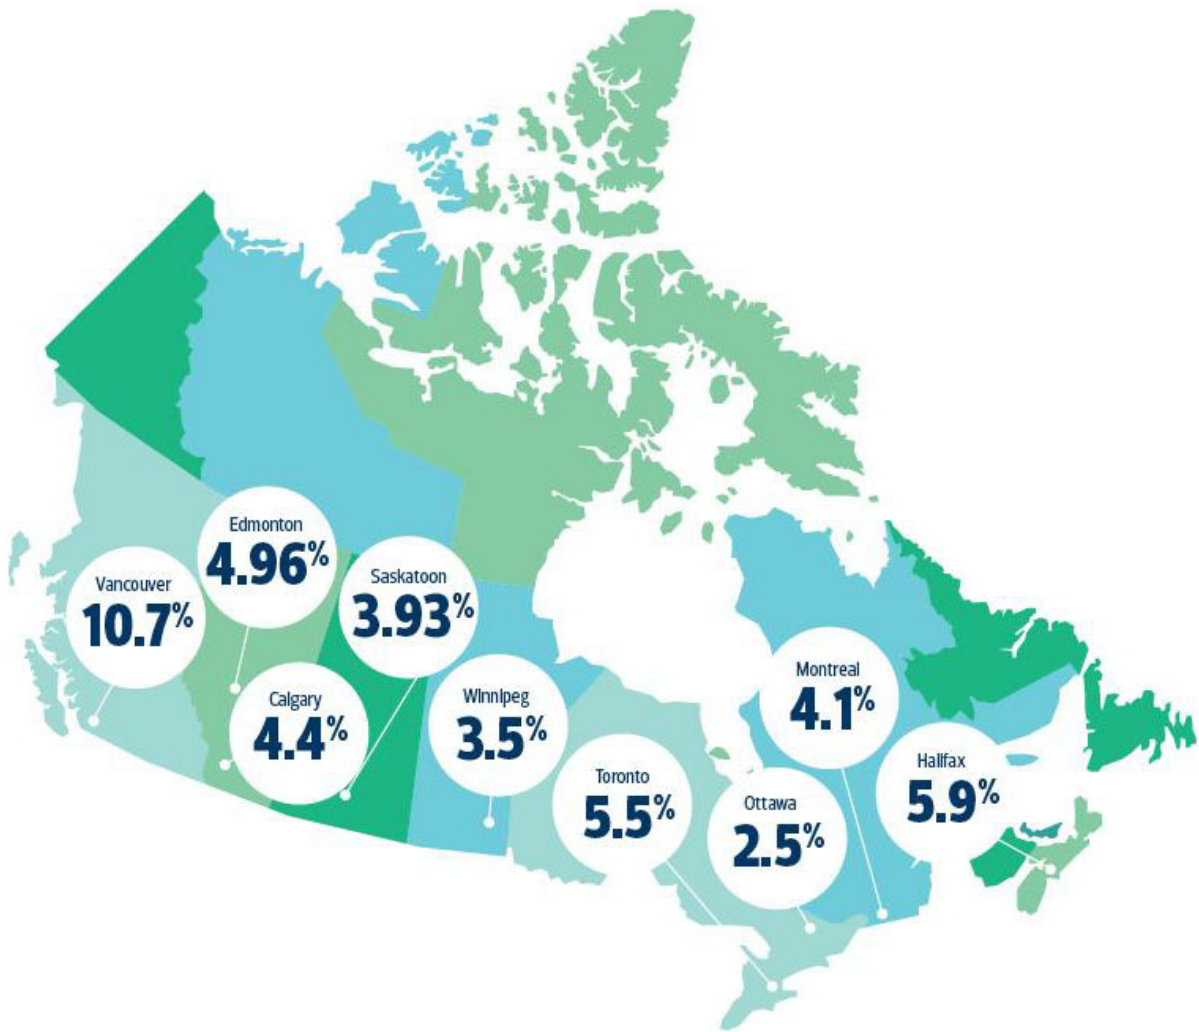 Edmonton
4.96%
Vancouver
10.7%
Saskatoon
3.93%
Calgary
4.4%
Winnipeg
3.5%
Montreal
4.1%
Toronto
5.5%
Ottawa
2.5%
Halifax
5.9%